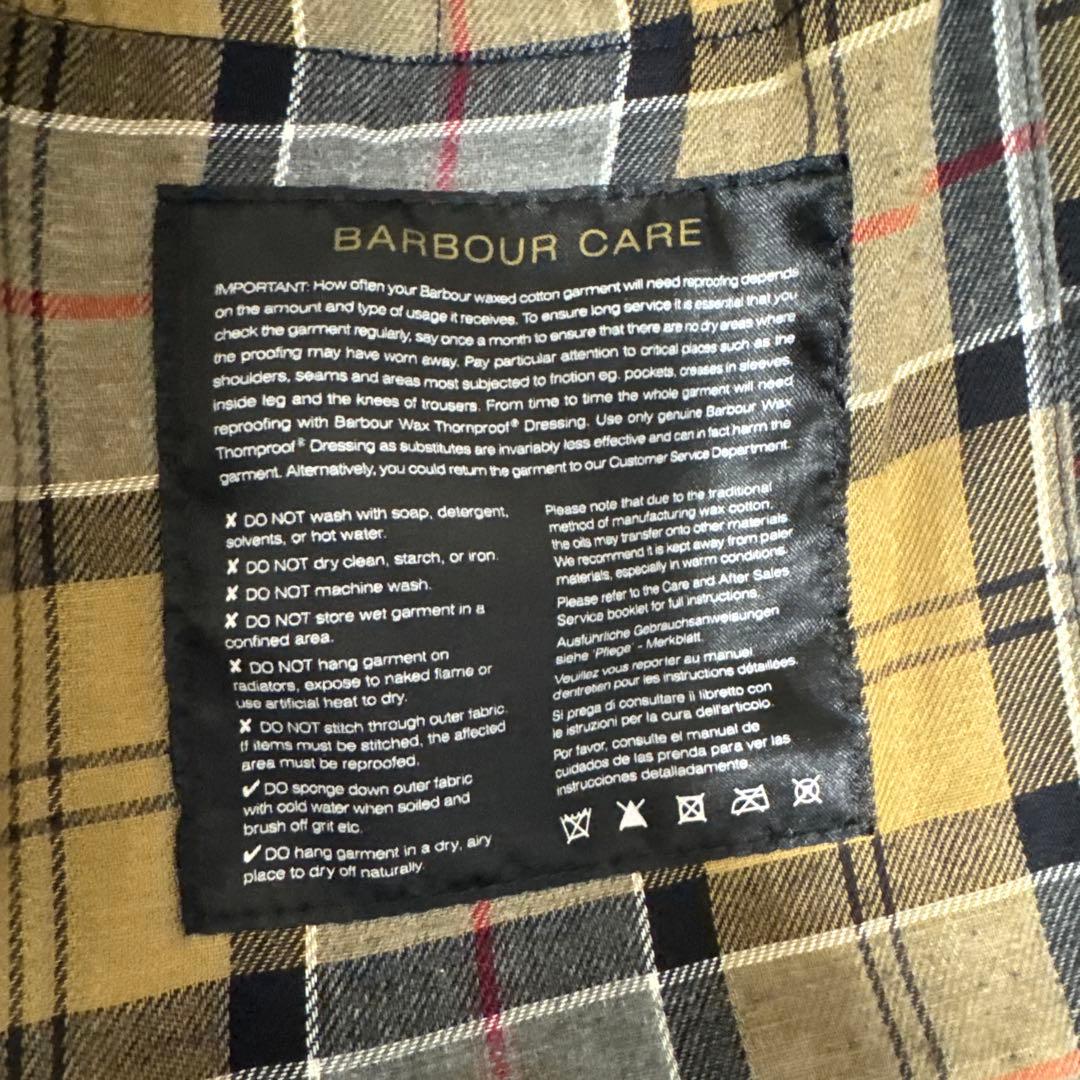 BARBOUR CARE
IMPORTANT: How often your Barbour waxed cotton garment will need reproofing depends
on the amount and type of usage it receives. To ensure long service it is essential that you
check the garment regularly, say once a month to ensure that there are no dry areas where
the proofing may have worn away. Pay particular attention to critical places such as the
shoulders, seams and areas most subjected to friction eg. pockets, creases in sleeves,
inside leg and the knees of trousers. From time to time the whole garment will need
reproofing with Barbour Wax Thornproof® Dressing. Use only genuine Barbour Wax
Thornproof® Dressing as substitutes are invariably less effective and can in fact harm the
garment. Alternatively, you could return the garment to our Customer Service Department.
✘ DO NOT wash with soap, detergent,
solvents, or hot water.
✘ DO NOT dry clean, starch, or iron.
✘ DO NOT machine wash.
✘ DO NOT store wet garment in a
confined area.
✘ DO NOT hang garment on
radiators, expose to naked flame or
use artificial heat to dry.
✘ DO NOT stitch through outer fabric.
If items must be stitched, the affected
area must be reproofed.
✔ DO sponge down outer fabric
with cold water when soiled and
brush off grit etc.
✔ DO hang garment in a dry, airy
place to dry off naturally.
Please note that due to the traditional
method of manufacturing wax cotton,
the oils may transfer onto other materials.
We recommend it is kept away from paler
materials, especially in warm conditions.
Please refer to the Care and After Sales
Service booklet for full instructions.
Ausführliche Gebrauchsanweisungen
siehe 'Pflege' - Merkblatt.
Veuillez vous reporter au manuel
d'entretien pour les instructions détaillées.
Si prega di consultare il libretto con
le istruzioni per la cura dell'articolo.
Por favor, consulte el manual de
cuidados de las prenda para ver las
instrucciones detalladamente.